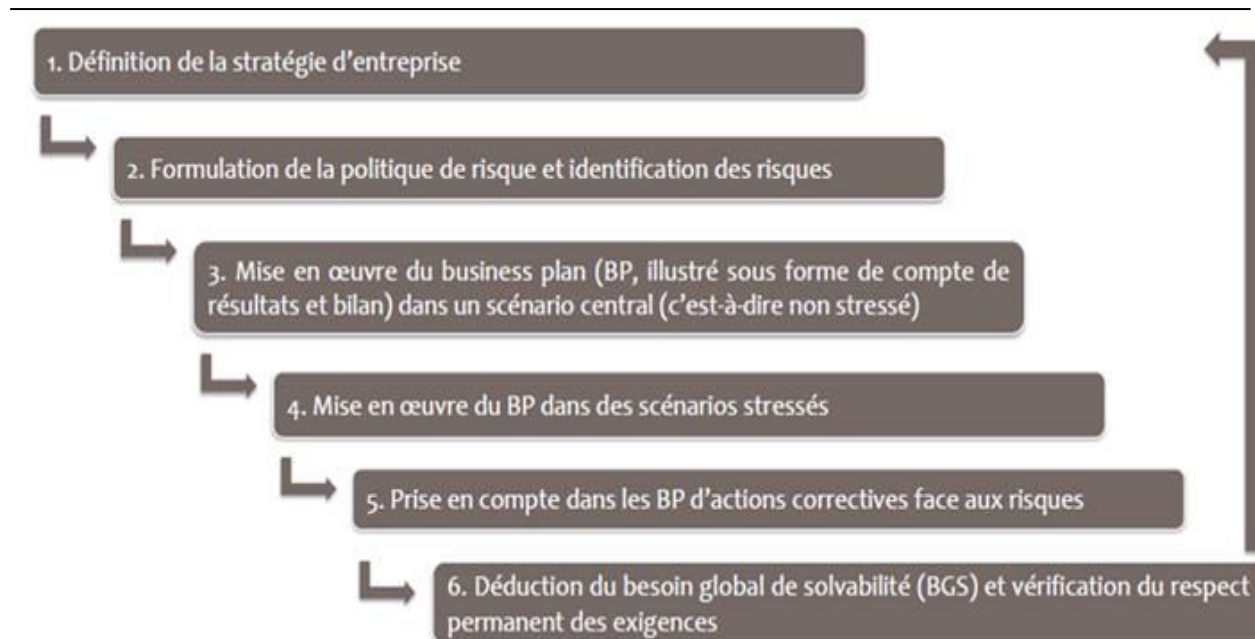 1. Définition de la stratégie d'entreprise
2. Formulation de la politique de risque et identification des risques
3. Mise en œuvre du business plan (BP, illustré sous forme de compte de
résultats et bilan) dans un scénario central (c'est-à-dire non stressé)
4. Mise en œuvre du BP dans des scénarios stressés
5. Prise en compte dans les BP d'actions correctives face aux risques
6. Déduction du besoin global de solvabilité (BGS) et vérification du respect
permanent des exigences